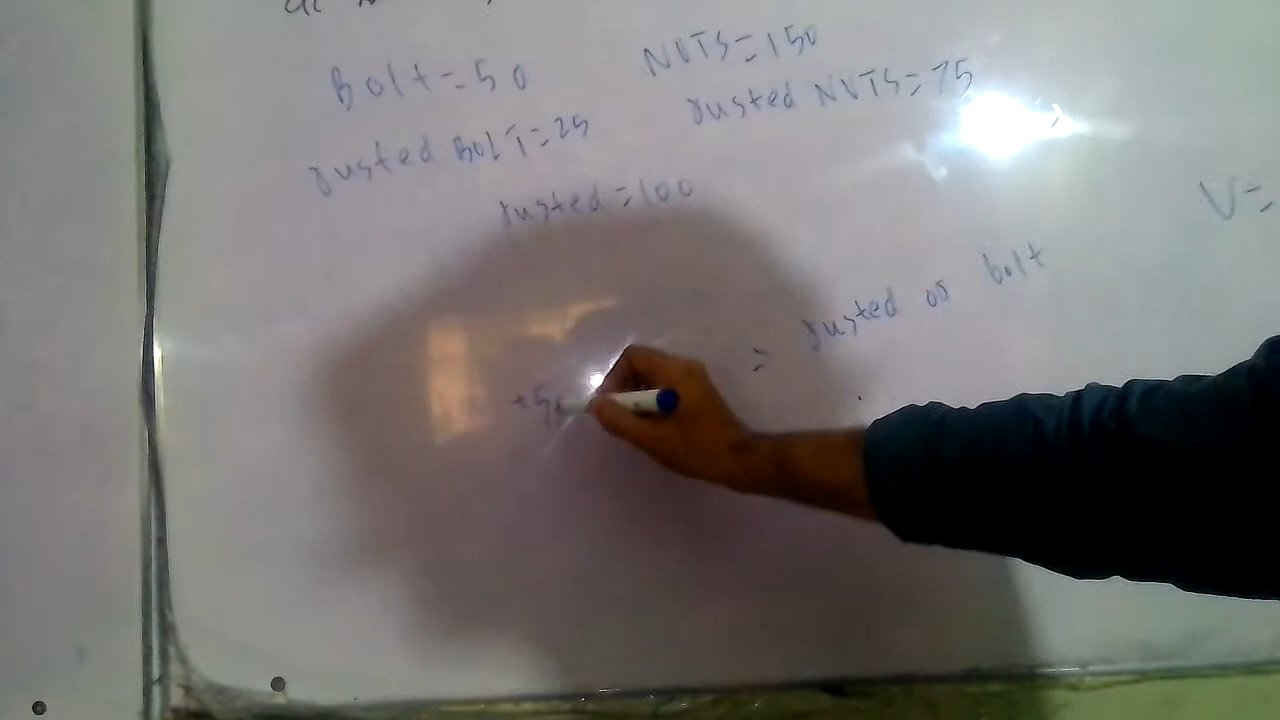 Bolt=50
NUTS=150
rusted BOLT=25
rusted NUTS=75
rusted=100
V=
= rusted or bolt